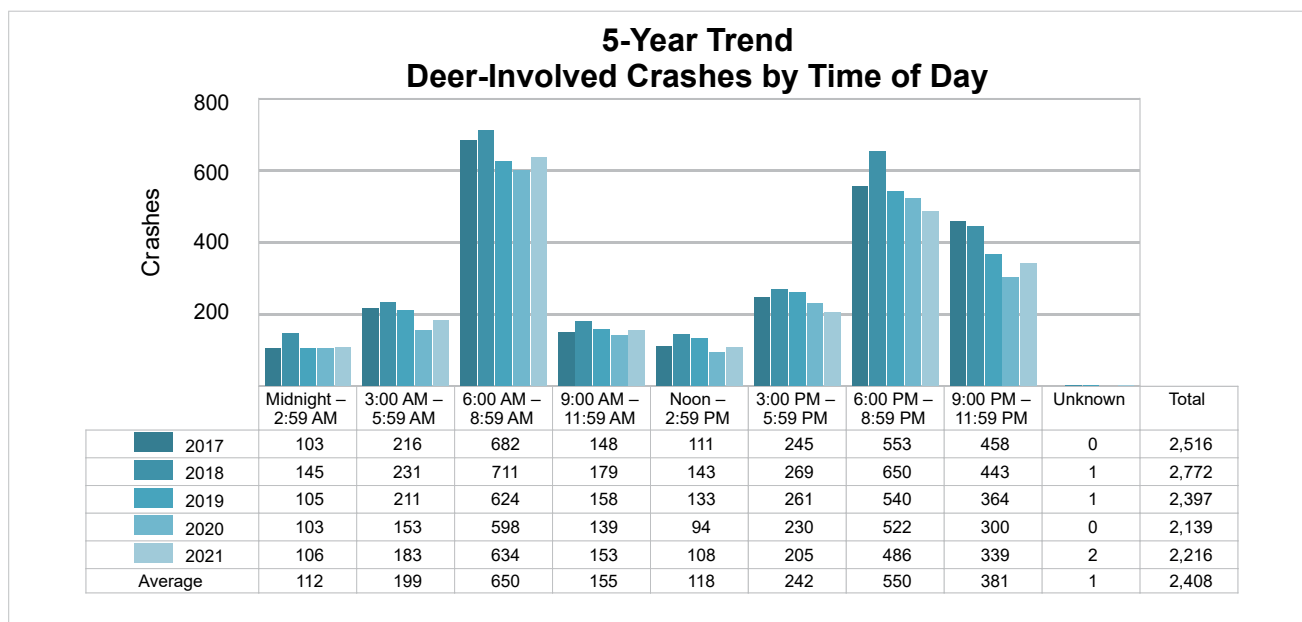 5-Year Trend
Deer-Involved Crashes by Time of Day
Crashes
800
600
400
200
Midnight – 3:00 AM – 6:00 AM – 9:00 AM – Noon – 3:00 PM – 6:00 PM – 9:00 PM – Unknown Total
2:59 AM 5:59 AM 8:59 AM 11:59 AM 2:59 PM 5:59 PM 8:59 PM 11:59 PM
2017 103 216 682 148 111 245 553 458 0 2,516
2018 145 231 711 179 143 269 650 443 1 2,772
2019 105 211 624 158 133 261 540 364 1 2,397
2020 103 153 598 139 94 230 522 300 0 2,139
2021 106 183 634 153 108 205 486 339 2 2,216
Average 112 199 650 155 118 242 550 381 1 2,408